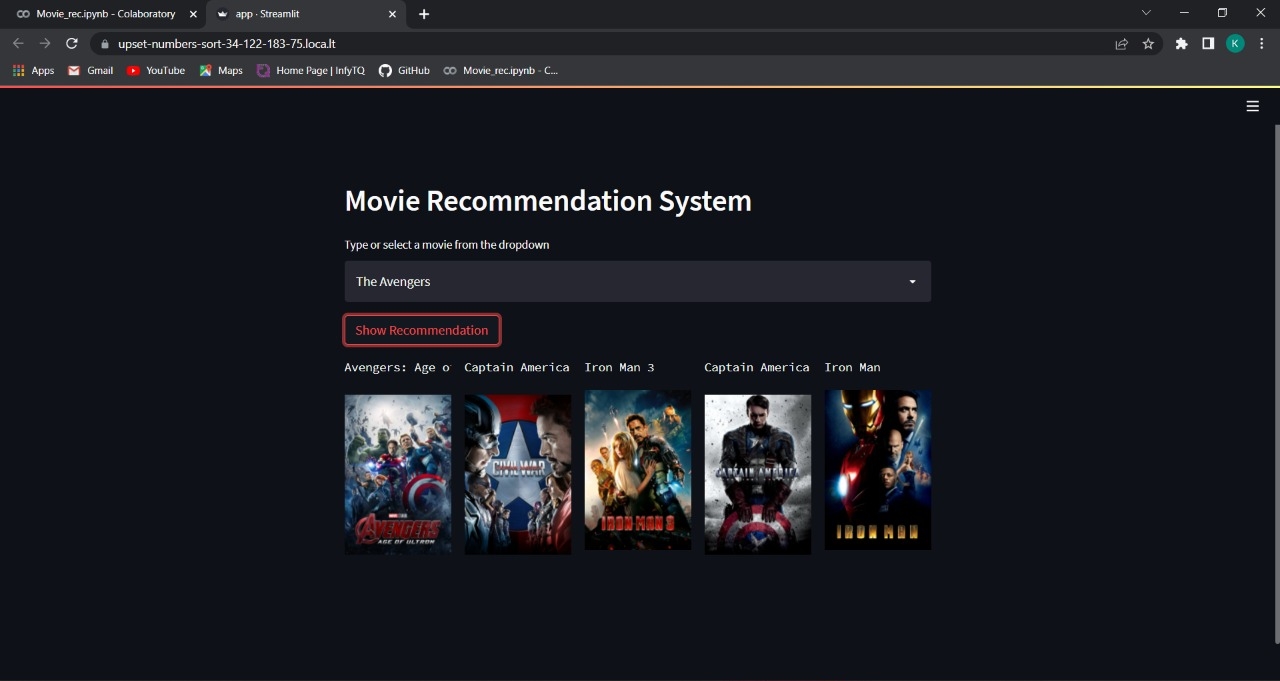 Movie_rec.ipynb - Colaboratory
app · Streamlit
upset-numbers-sort-34-122-183-75.loca.lt
K
Apps
Gmail
YouTube
Maps
Home Page | InfyTQ
GitHub
Movie_rec.ipynb - C...
Movie Recommendation System
Type or select a movie from the dropdown
The Avengers
Show Recommendation
Avengers: Age o
Captain America
Iron Man 3
Captain America
Iron Man
AVENGERS
AGE OF ULTRON
CIVIL WAR
IRON MAN 3
CAPTAIN AMERICA
IRON MAN